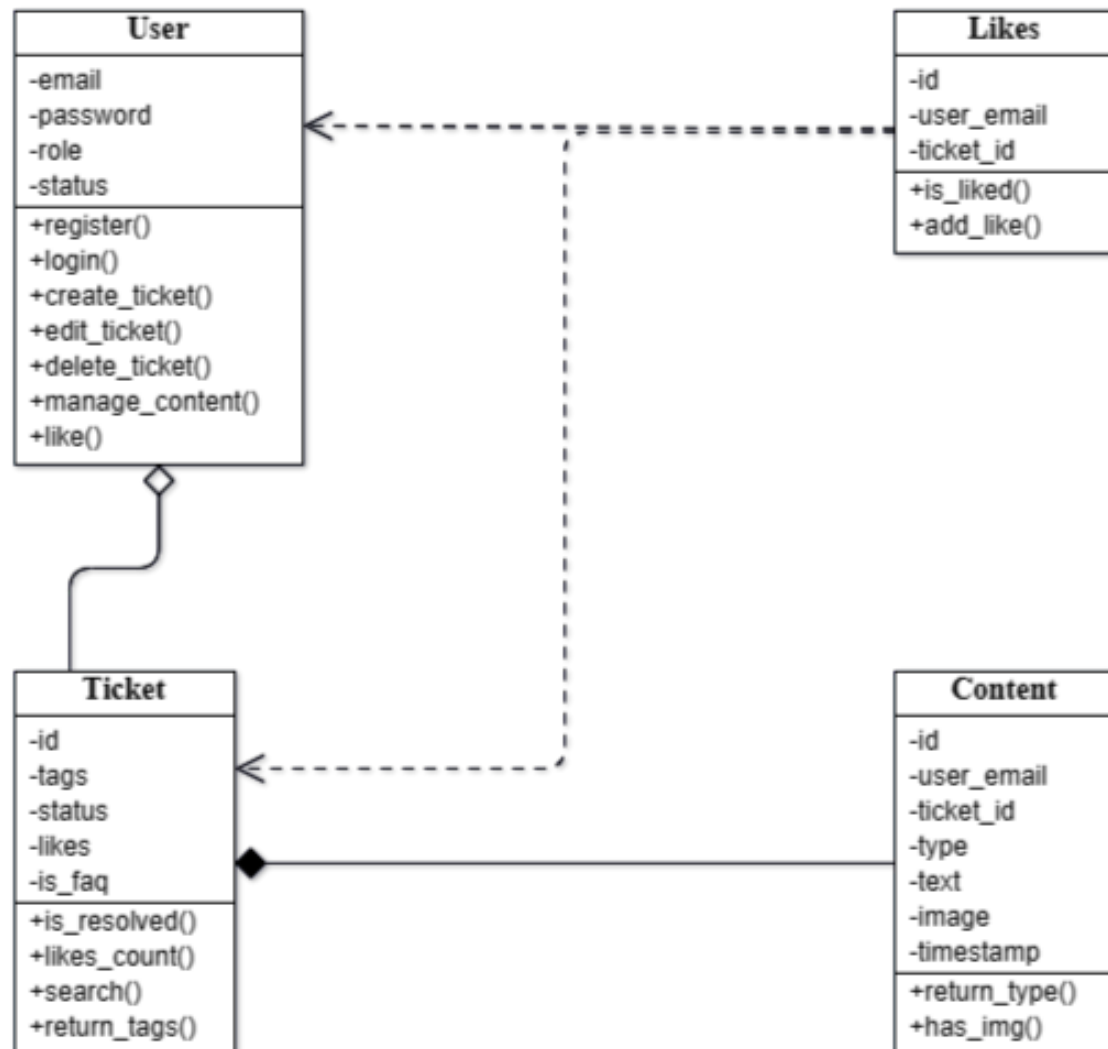 User
-email
-password
-role
-status
+register()
+login()
+create_ticket()
+edit_ticket()
+delete_ticket()
+manage_content()
+like()
Likes
-id
-user_email
-ticket_id
+is_liked()
+add_like()
Ticket
-id
-tags
-status
-likes
-is_faq
+is_resolved()
+likes_count()
+search()
+return_tags()
Content
-id
-user_email
-ticket_id
-type
-text
-image
-timestamp
+return_type()
+has_img()